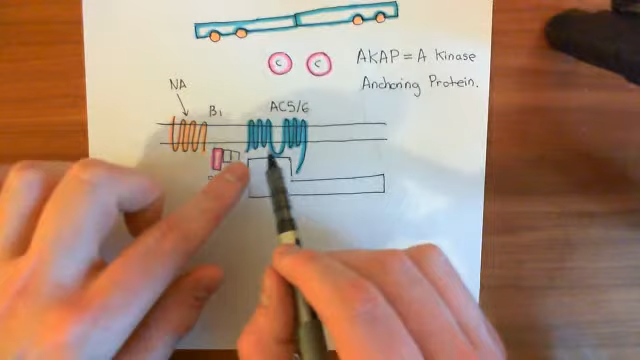 C C
AKAP = A Kinase
Anchoring Protein.
NA
B1
AC5/6